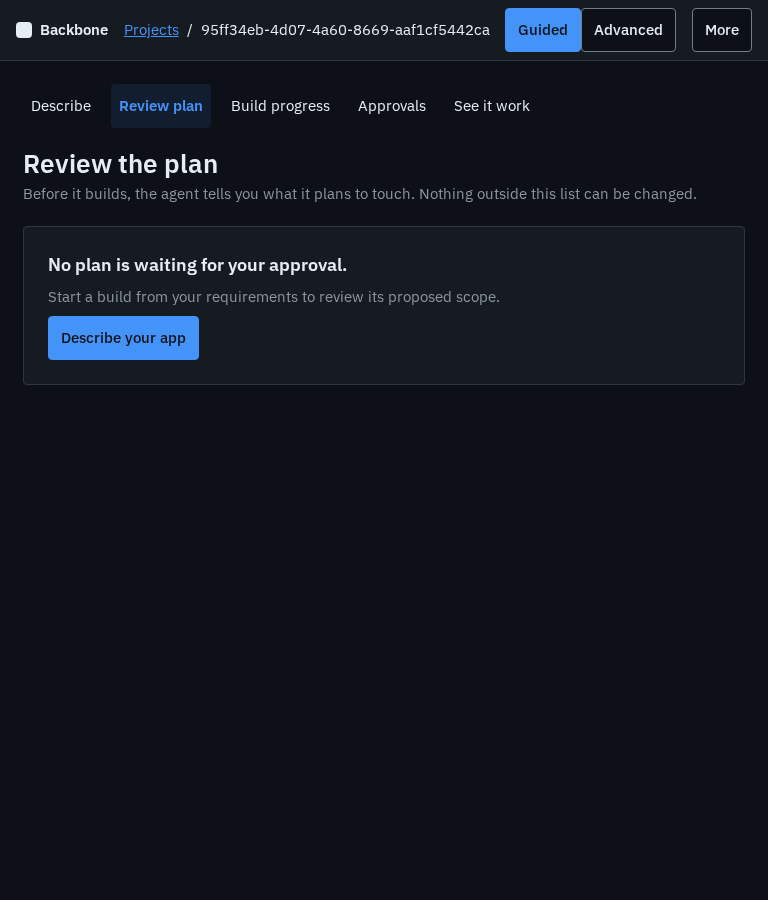 Backbone Projects / 95ff34eb-4d07-4a60-8669-aaf1cf5442ca Guided Advanced More
Describe Review plan Build progress Approvals See it work
Review the plan
Before it builds, the agent tells you what it plans to touch. Nothing outside this list can be changed.
No plan is waiting for your approval.
Start a build from your requirements to review its proposed scope.
Describe your app